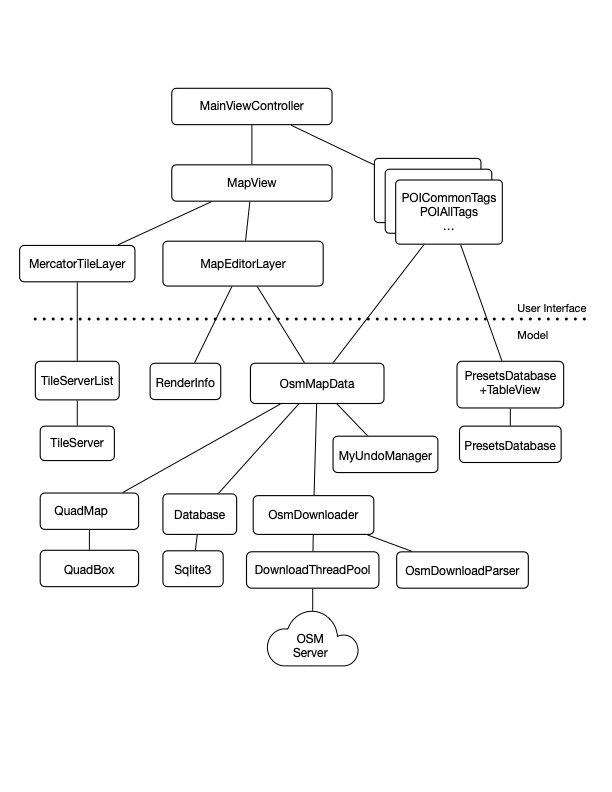 MainViewController
MapView
POICommonTags
POIAllTags
...
MercatorTileLayer
MapEditorLayer
User Interface
Model
TileServerList
RenderInfo
OsmMapData
PresetsDatabase
+TableView
TileServer
MyUndoManager
PresetsDatabase
QuadMap
Database
OsmDownloader
QuadBox
Sqlite3
DownloadThreadPool
OsmDownloadParser
OSM
Server